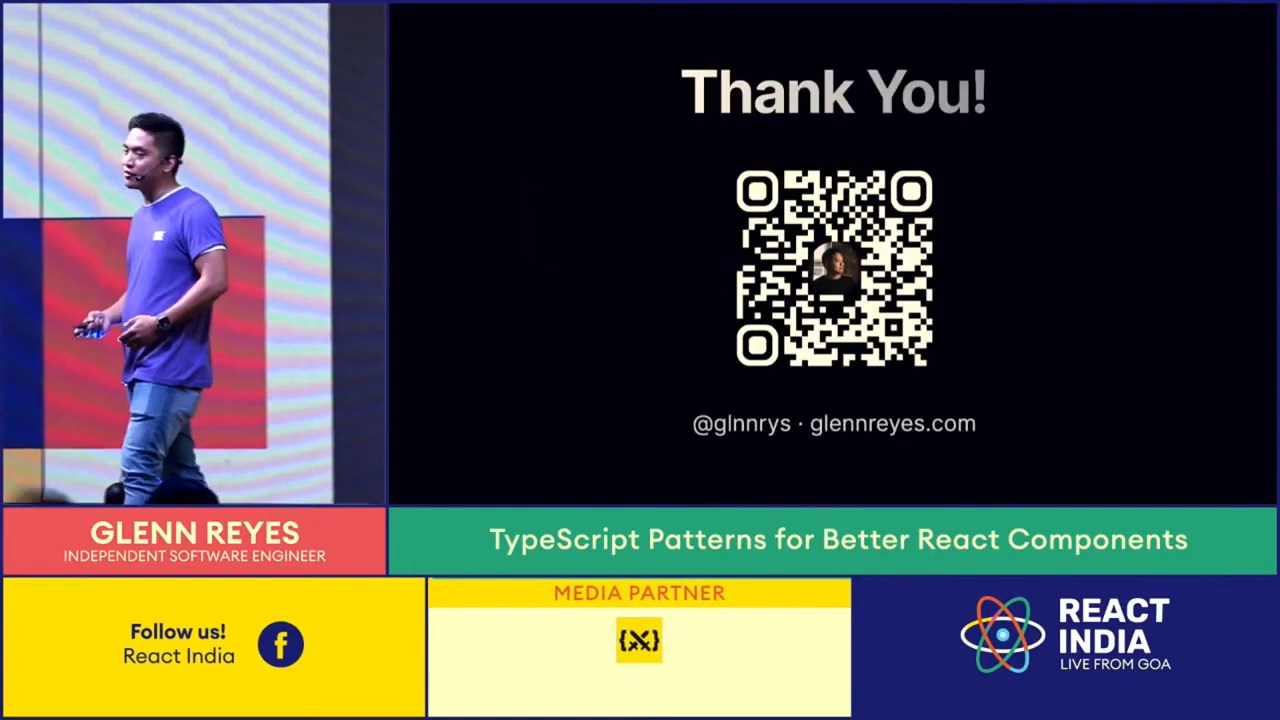 Thank You!
@glnnrys · glennreyes.com
GLENN REYES
INDEPENDENT SOFTWARE ENGINEER
TypeScript Patterns for Better React Components
Follow us!
React India
MEDIA PARTNER
{X}
REACT
INDIA
LIVE FROM GOA